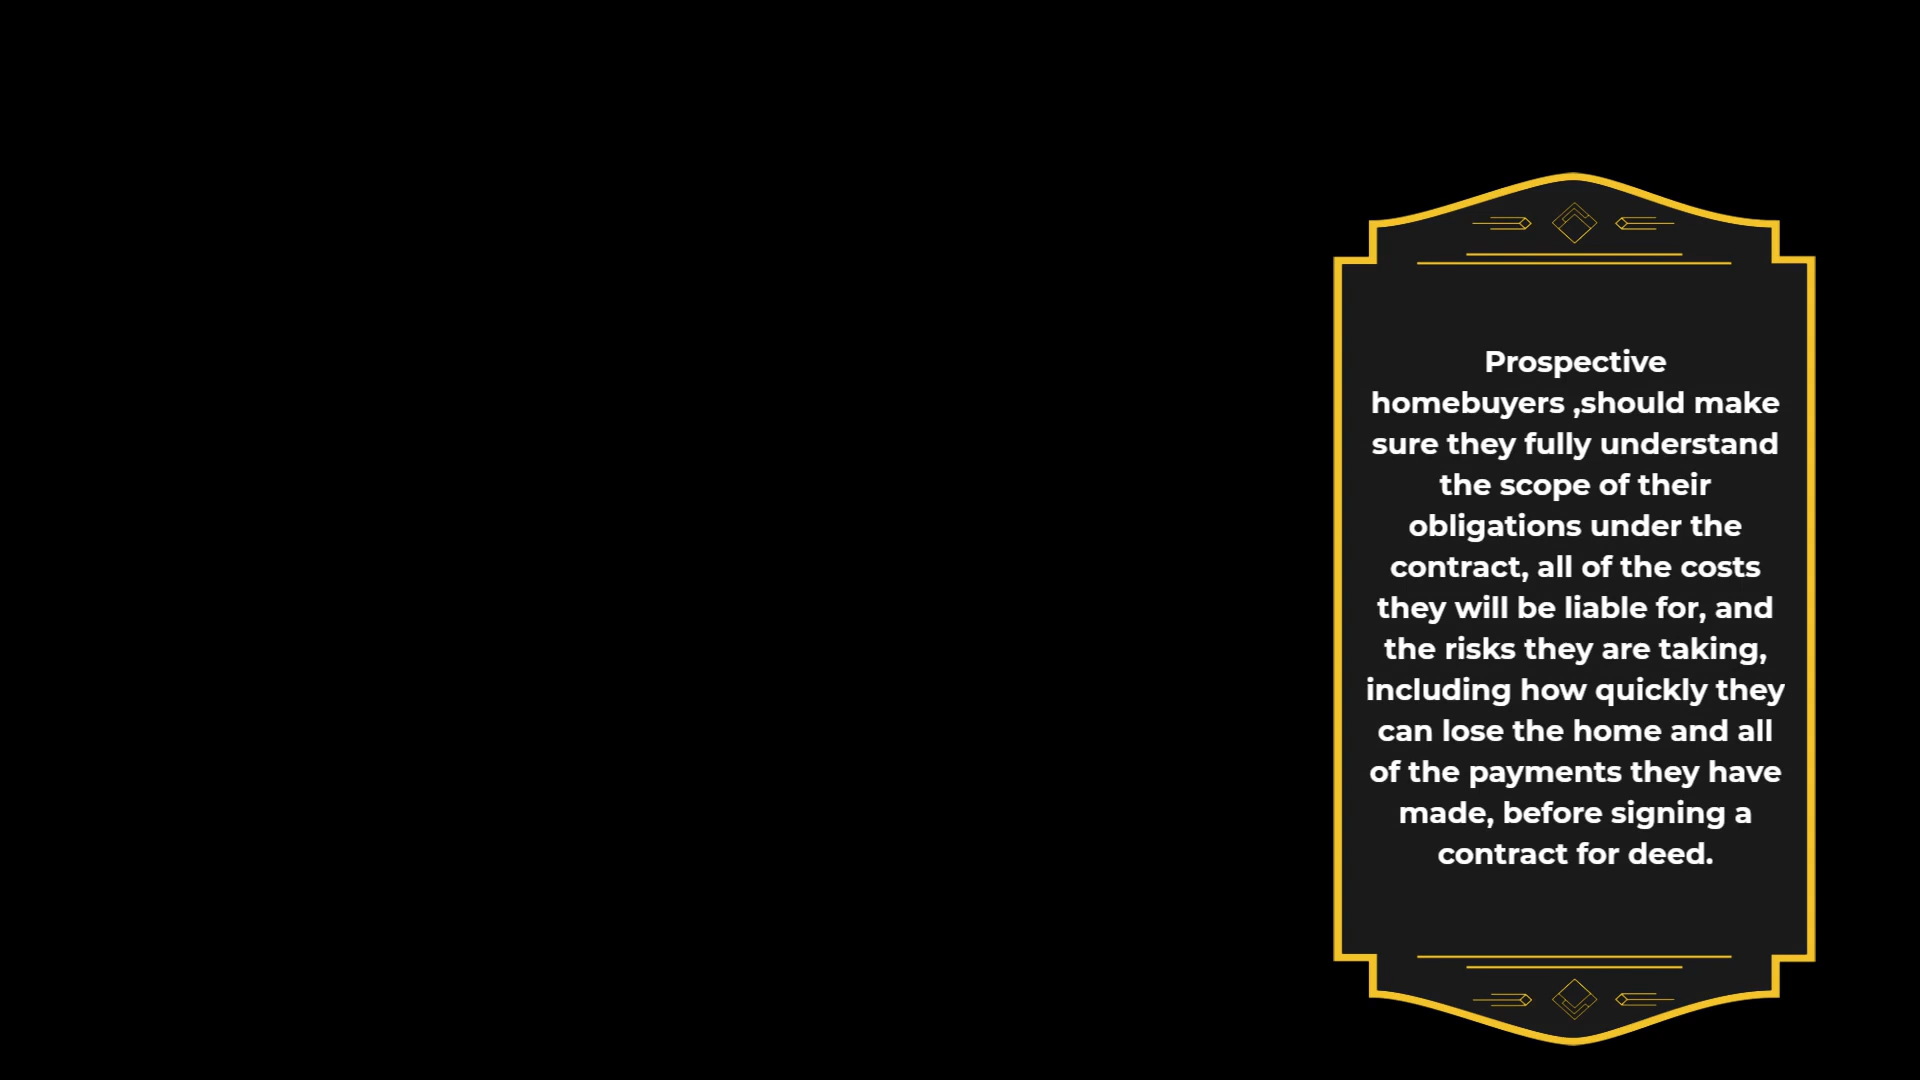 Prospective
homebuyers ,should make
sure they fully understand
the scope of their
obligations under the
contract, all of the costs
they will be liable for, and
the risks they are taking,
including how quickly they
can lose the home and all
of the payments they have
made, before signing a
contract for deed.